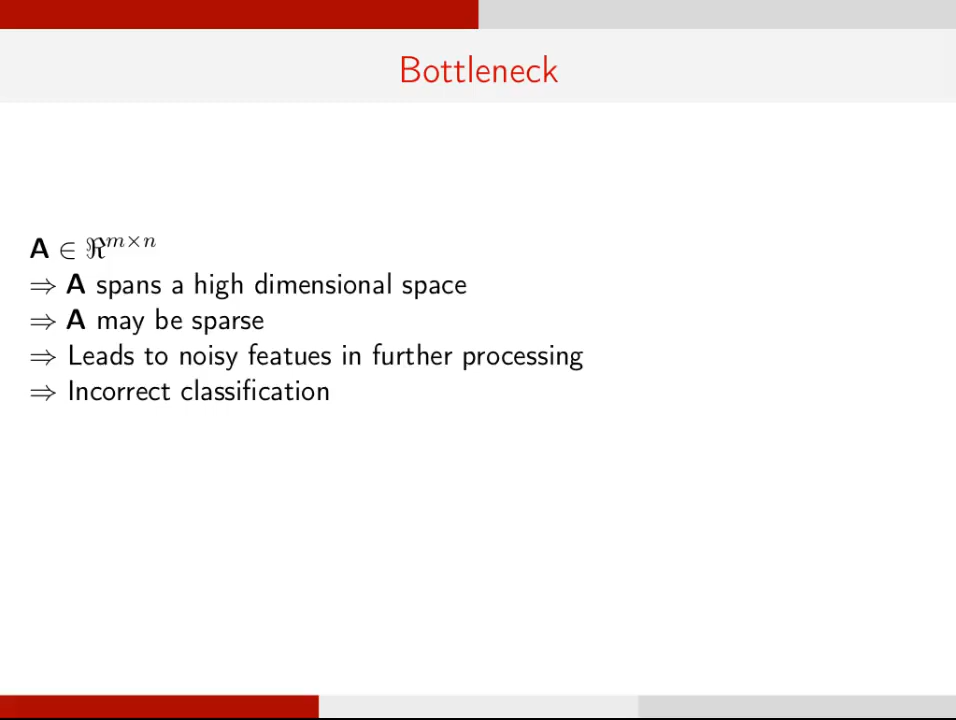 Bottleneck
A ∈ ℜ^{m×n}
⇒ A spans a high dimensional space
⇒ A may be sparse
⇒ Leads to noisy featues in further processing
⇒ Incorrect classification